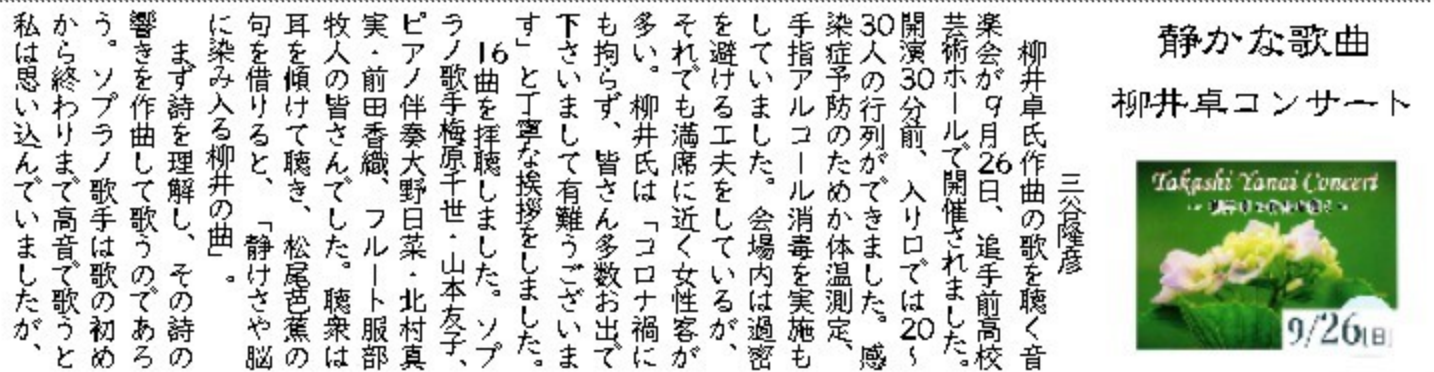 静かな歌曲
柳井卓コンサート
Takashi Yanai Concert
9/26[日]
三谷隆彦
柳井卓氏作曲の歌を聴く音
楽会が9月26日、追手前高校
芸術ホールで開催されました。
開演30分前、入り口では20〜
30人の行列ができました。感
染症予防のためか体温測定、
手指アルコール消毒を実施も
していました。会場内は過密
を避ける工夫をしているが、
それでも満席に近く女性客が
多い。柳井氏は「コロナ禍に
も拘らず、皆さん多数お出で
下さいまして有難うございま
す」と丁寧な挨拶をしました。
16曲を拝聴しました。ソプ
ラノ歌手梅原千世・山本友子、
ピアノ伴奏大野日菜・北村真
実・前田香織、フルート服部
牧人の皆さんでした。聴衆は
耳を傾けて聴き、松尾芭蕉の
句を借りると、「静けさや脳
に染み入る柳井の曲」。
まず詩を理解し、その詩の
響きを作曲して歌うのであろ
う。ソプラノ歌手は歌の初め
から終わりまで高音で歌うと
私は思い込んでいましたが、